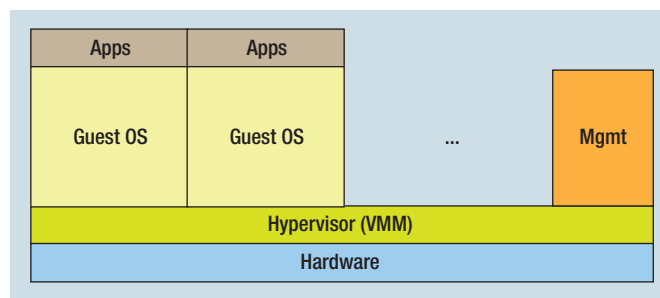 Apps
Apps
Guest OS
Guest OS
...
Mgmt
Hypervisor (VMM)
Hardware